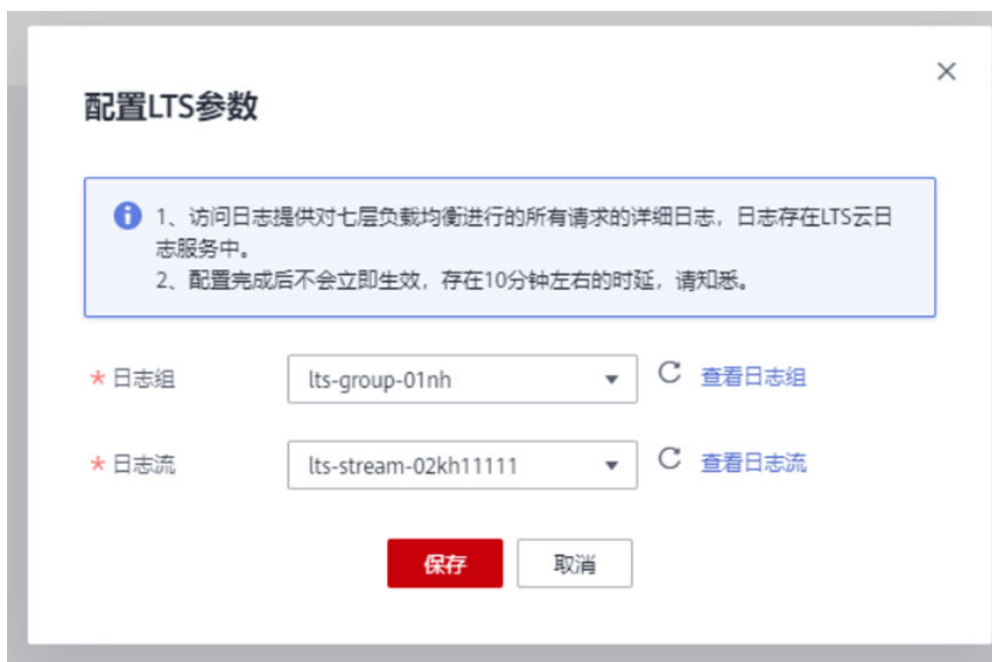 配置LTS参数
1、访问日志提供对七层负载均衡进行的所有请求的详细日志，日志存在LTS云日
志服务中。
2、配置完成后不会立即生效，存在10分钟左右的时延，请知悉。
* 日志组 lts-group-01nh 查看日志组
* 日志流 lts-stream-02kh11111 查看日志流
保存 取消